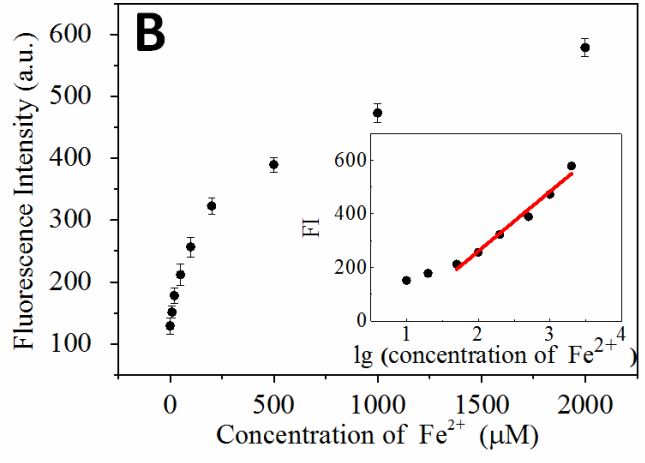 B
600
500
400
300
200
100
Fluorescence Intensity (a.u.)
0 500 1000 1500 2000
Concentration of Fe²⁺ (μM)
600
400
200
0
FI
1 2 3 4
lg (concentration of Fe²⁺)